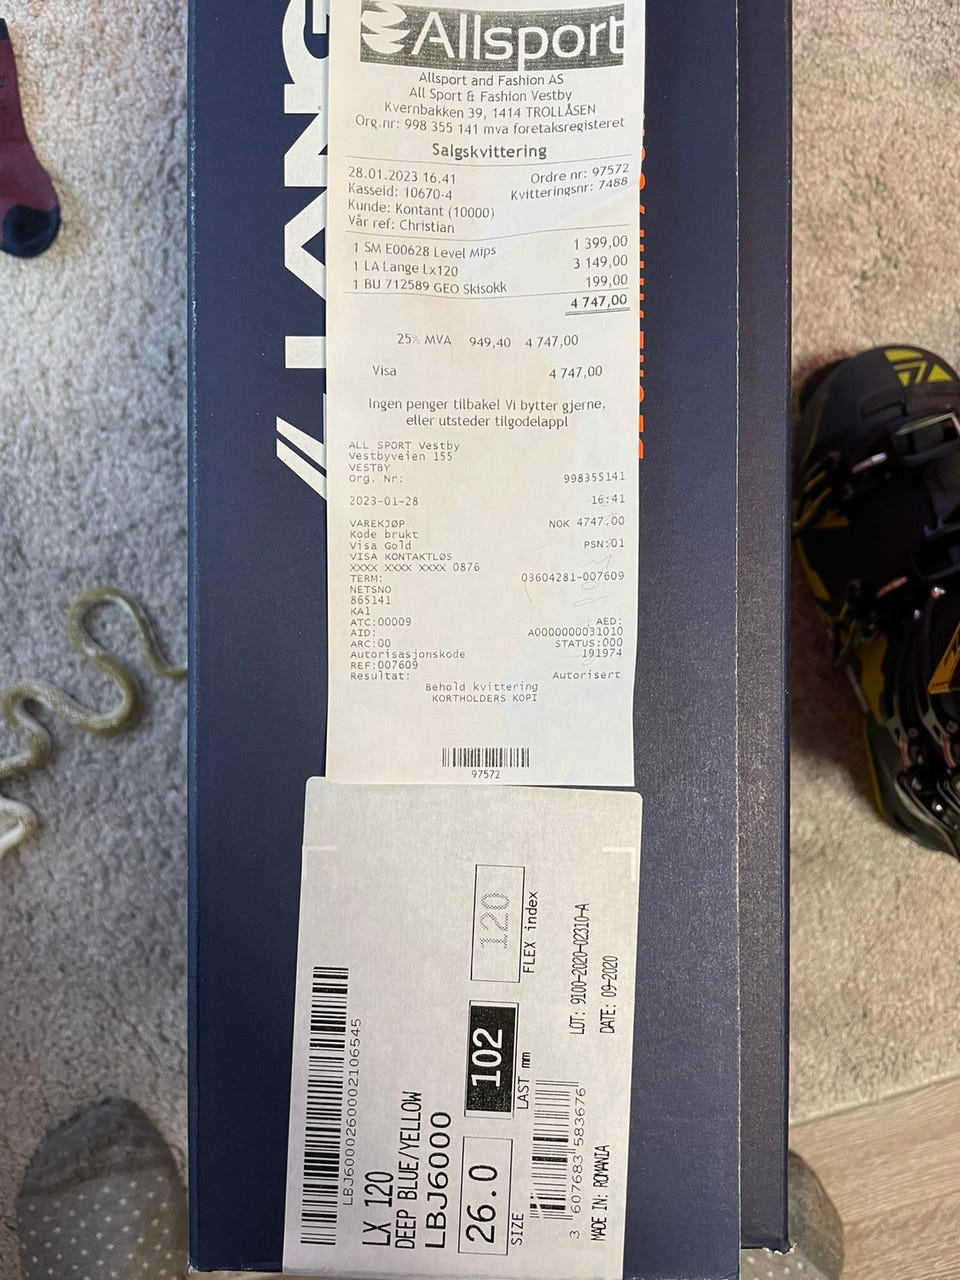 LANG
Allsport
Allsport and Fashion AS
All Sport & Fashion Vestby
Kvernbakken 39, 1414 TROLLÅSEN
Org.nr: 998 355 141 mva foretaksregisteret
Salgskvittering
28.01.2023 16.41 Ordre nr: 97572
Kasseid: 10670-4 Kvitteringsnr: 7488
Kunde: Kontant (10000)
Vår ref: Christian
1 SM E00628 Level Mips 1 399,00
1 LA Lange Lx120 3 149,00
1 BU 712589 GEO Skisokk 199,00
4 747,00
25% MVA 949,40 4 747,00
Visa 4 747,00
Ingen penger tilbake! Vi bytter gjerne,
eller utsteder tilgodelappl
ALL SPORT Vestby
Vestbyveien 155
VESTBY
Org. Nr: 998355141
2023-01-28 16:41
VAREKJØP NOK 4747.00
Kode brukt
Visa Gold PSN:01
VISA KONTAKTLØS
XXXX XXXX XXXX 0876
TERM: 03604281-007609
NETSNO
865141
KA1
ATC:00009 AED:
AID: A0000000031010
ARC:00 STATUS:000
Autorisasjonskode 191974
REF:007609
Resultat: Autorisert
Behold kvittering
KORTHOLDERS KOPI
97572
LBJ60002600002106545
LX 120
DEEP BLUE/YELLOW
LBJ6000
26.0 102 120
SIZE LAST mm FLEX index
3 607683 583676
LOT: 9100-2020-02310-A
MADE IN: ROMANIA DATE: 09-2020